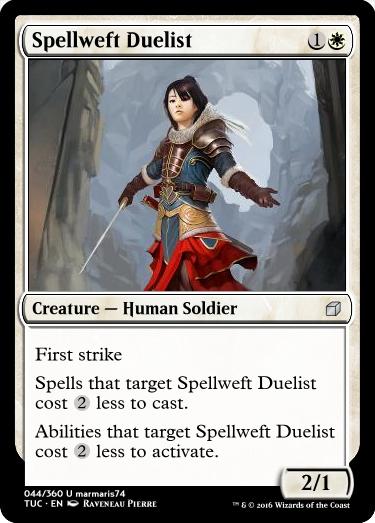 Spellweft Duelist 1
Creature — Human Soldier
First strike
Spells that target Spellweft Duelist
cost 2 less to cast.
Abilities that target Spellweft Duelist
cost 2 less to activate.
2/1
044/360 U marmaris74
TUC • EN Raveneau Pierre
™ & © 2016 Wizards of the Coast